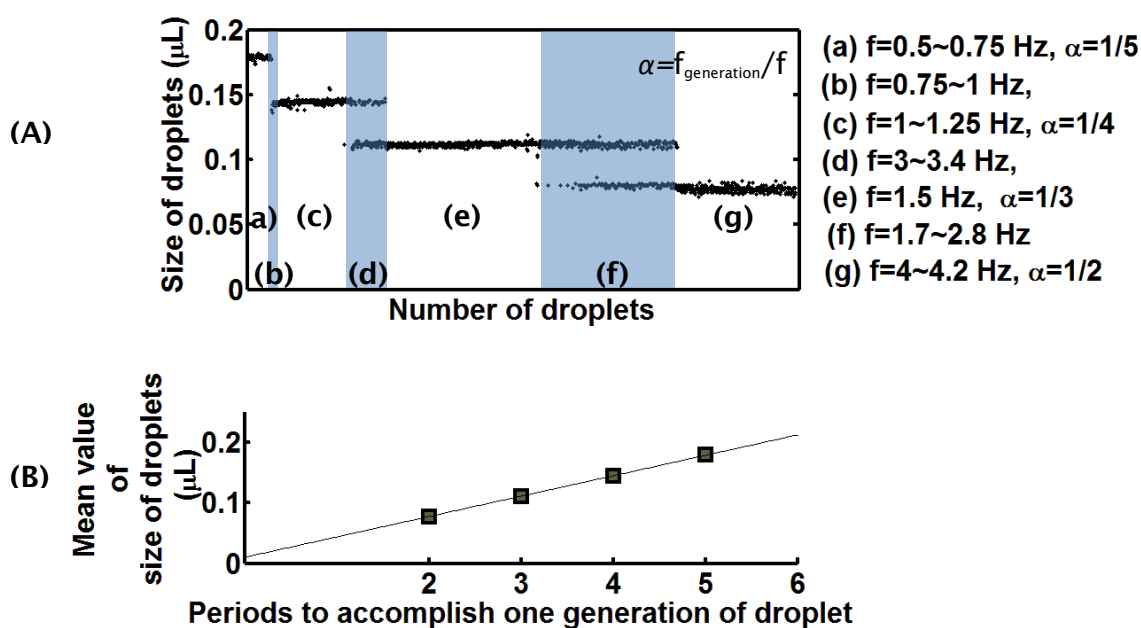 (A)
Size of droplets (μL)
0.2
0.15
0.1
0.05
0
α=f_generation/f
a)
(b)
(c)
(d)
(e)
(f)
(g)
Number of droplets
(a) f=0.5~0.75 Hz, α=1/5
(b) f=0.75~1 Hz,
(c) f=1~1.25 Hz, α=1/4
(d) f=3~3.4 Hz,
(e) f=1.5 Hz, α=1/3
(f) f=1.7~2.8 Hz
(g) f=4~4.2 Hz, α=1/2
(B)
Mean value
of
size of droplets
(μL)
0.2
0.1
0
2 3 4 5 6
Periods to accomplish one generation of droplet